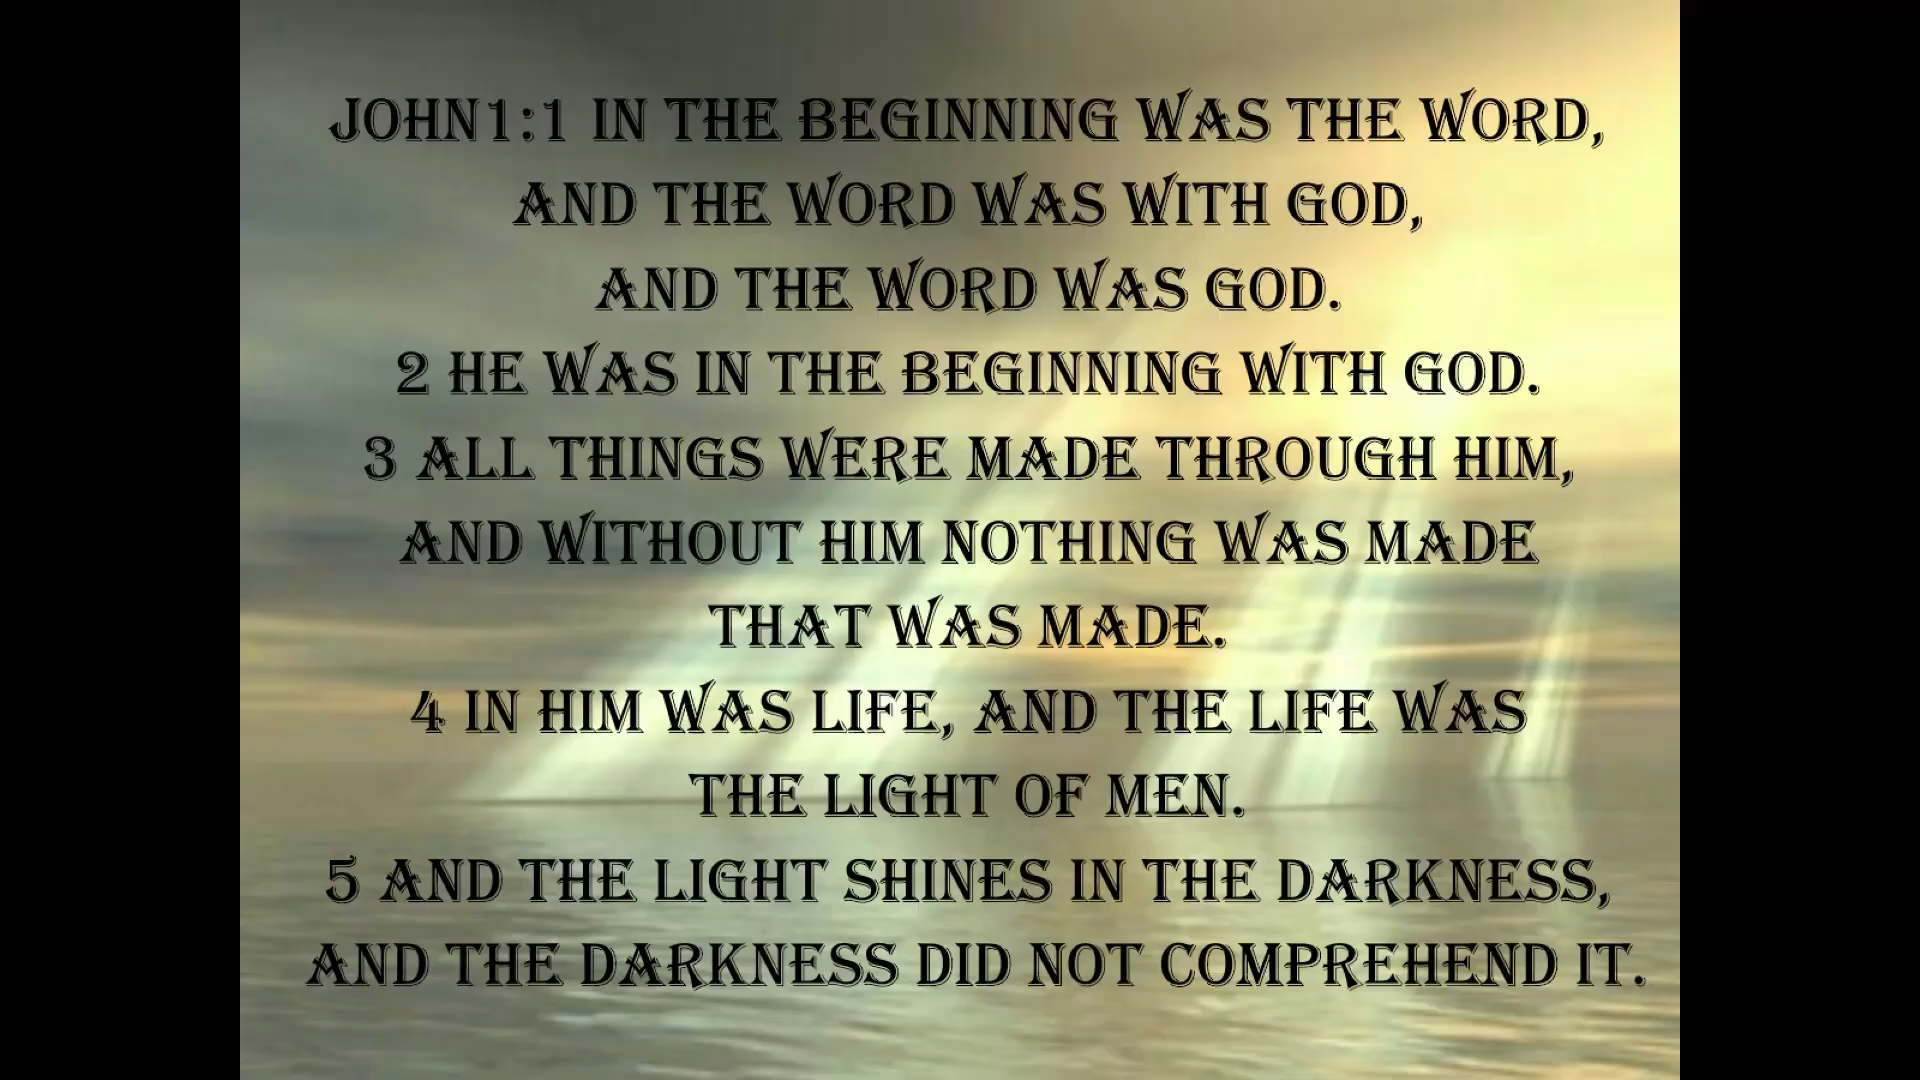 JOHN1:1 IN THE BEGINNING WAS THE WORD,
AND THE WORD WAS WITH GOD,
AND THE WORD WAS GOD.
2 HE WAS IN THE BEGINNING WITH GOD.
3 ALL THINGS WERE MADE THROUGH HIM,
AND WITHOUT HIM NOTHING WAS MADE
THAT WAS MADE.
4 IN HIM WAS LIFE, AND THE LIFE WAS
THE LIGHT OF MEN.
5 AND THE LIGHT SHINES IN THE DARKNESS,
AND THE DARKNESS DID NOT COMPREHEND IT.